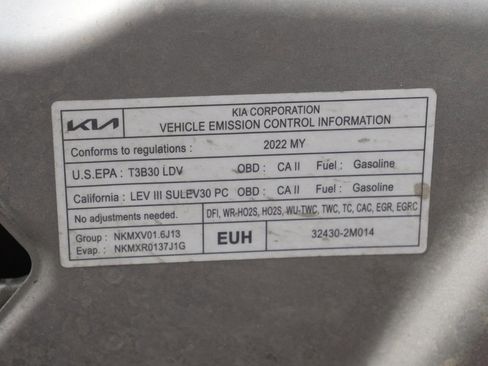 KIA
KIA CORPORATION
VEHICLE EMISSION CONTROL INFORMATION
Conforms to regulations : 2022 MY
U.S.EPA : T3B30 LDV OBD : CA II Fuel : Gasoline
California : LEV III SULEV30 PC OBD : CA II Fuel : Gasoline
No adjustments needed. DFI, WR-HO2S, HO2S, WU-TWC, TWC, TC, CAC, EGR, EGRC
Group : NKMXV01.6J13
Evap. : NKMXR0137J1G
EUH
32430-2M014